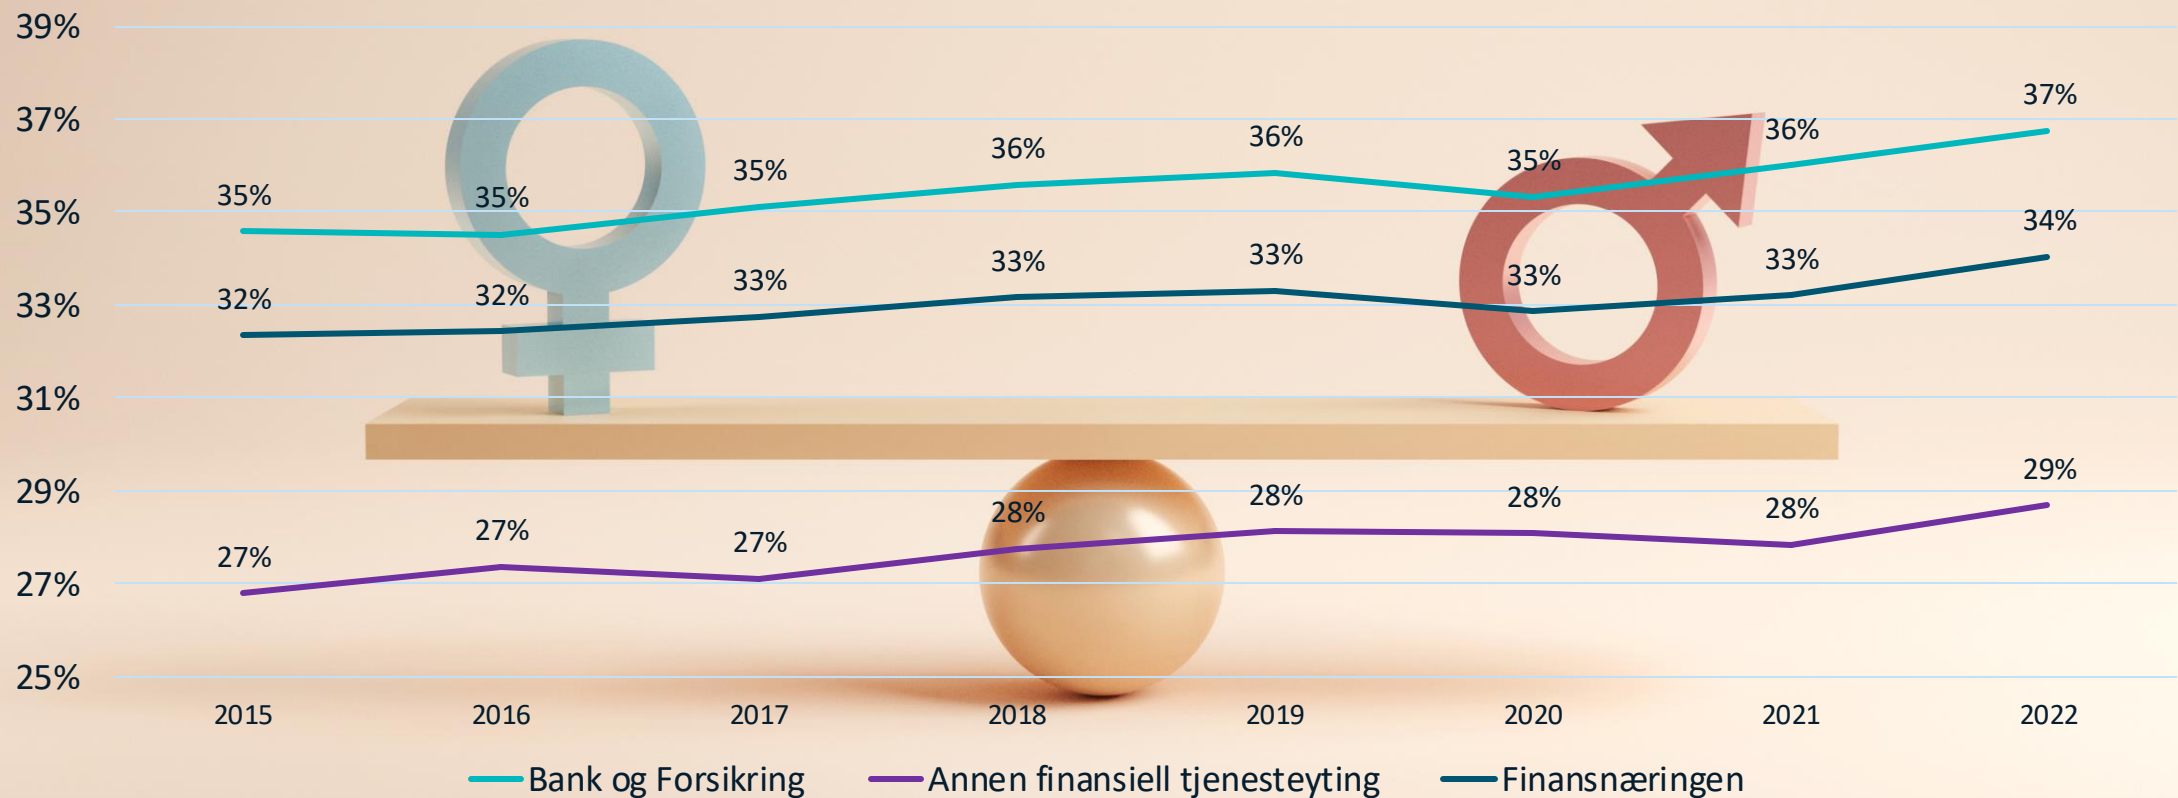 39%
37%
35%
33%
31%
29%
27%
25%
35% 35% 35% 36% 36% 35% 36% 37%
32% 32% 33% 33% 33% 33% 33% 34%
27% 27% 27% 28% 28% 28% 28% 29%
2015 2016 2017 2018 2019 2020 2021 2022
Bank og Forsikring Annen finansiell tjenesteyting Finansnæringen